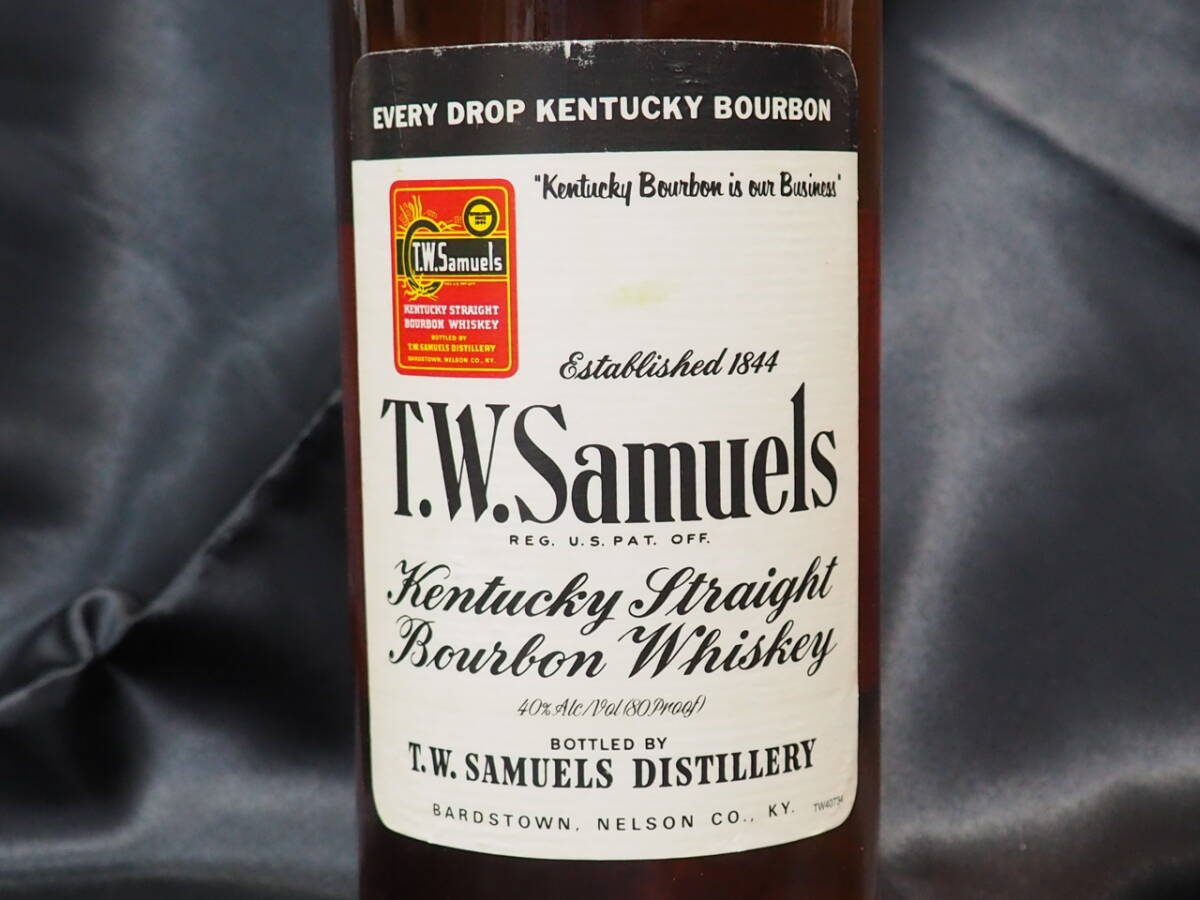 EVERY DROP KENTUCKY BOURBON
"Kentucky Bourbon is our Business"
T.W.Samuels
KENTUCKY STRAIGHT
BOURBON WHISKEY
BOTTLED BY
T.W. SAMUELS DISTILLERY
BARDSTOWN, NELSON CO., KY.
Established 1844
T.W.Samuels
REG. U.S. PAT. OFF.
Kentucky Straight
Bourbon Whiskey
40% Alc/Vol (80 Proof)
BOTTLED BY
T.W. SAMUELS DISTILLERY
BARDSTOWN, NELSON CO., KY.
TW40734